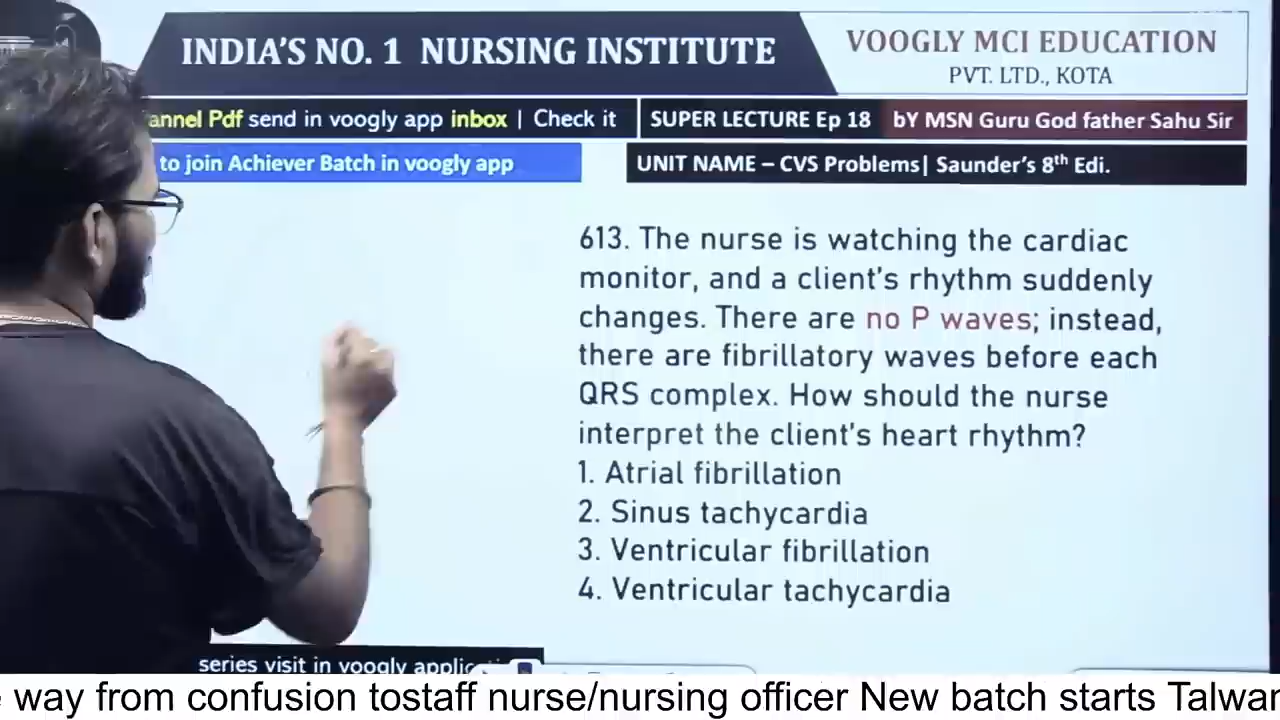 INDIA'S NO. 1 NURSING INSTITUTE
VOOGLY MCI EDUCATION
PVT. LTD., KOTA
annel Pdf send in voogly app inbox | Check it
SUPER LECTURE Ep 18 bY MSN Guru God father Sahu Sir
to join Achiever Batch in voogly app
UNIT NAME – CVS Problems| Saunder's 8th Edi.
613. The nurse is watching the cardiac
monitor, and a client's rhythm suddenly
changes. There are no P waves; instead,
there are fibrillatory waves before each
QRS complex. How should the nurse
interpret the client's heart rhythm?
1. Atrial fibrillation
2. Sinus tachycardia
3. Ventricular fibrillation
4. Ventricular tachycardia
series visit in voogly applic
way from confusion tostaff nurse/nursing officer New batch starts Talwar